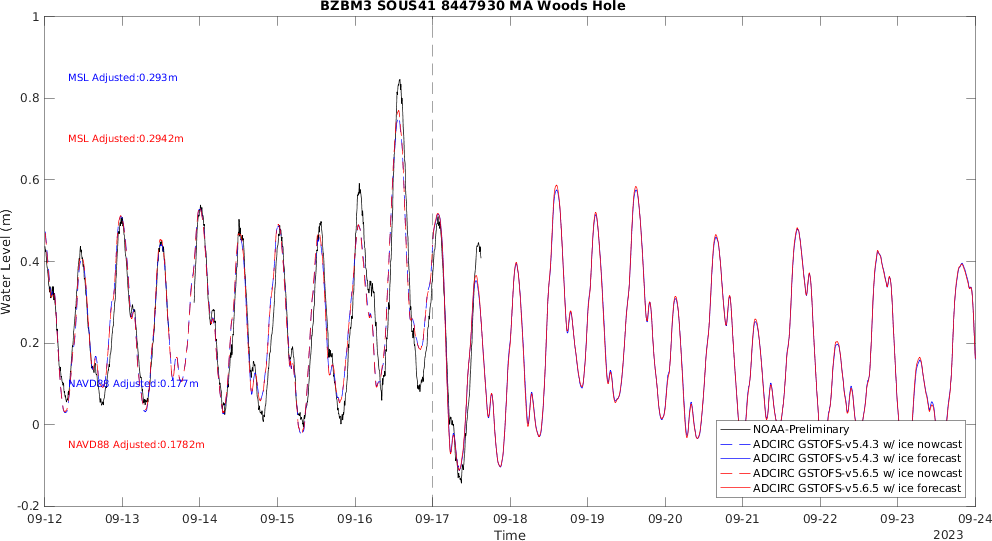 BZBM3 SOUS41 8447930 MA Woods Hole
1
0.8
0.6
0.4
0.2
0
-0.2
Water Level (m)
MSL Adjusted:0.293m
MSL Adjusted:0.2942m
NAVD88 Adjusted:0.177m
NAVD88 Adjusted:0.1782m
NOAA-Preliminary
ADCIRC GSTOFS-v5.4.3 w/ ice nowcast
ADCIRC GSTOFS-v5.4.3 w/ ice forecast
ADCIRC GSTOFS-v5.6.5 w/ ice nowcast
ADCIRC GSTOFS-v5.6.5 w/ ice forecast
09-12 09-13 09-14 09-15 09-16 09-17 09-18 09-19 09-20 09-21 09-22 09-23 09-24
Time
2023